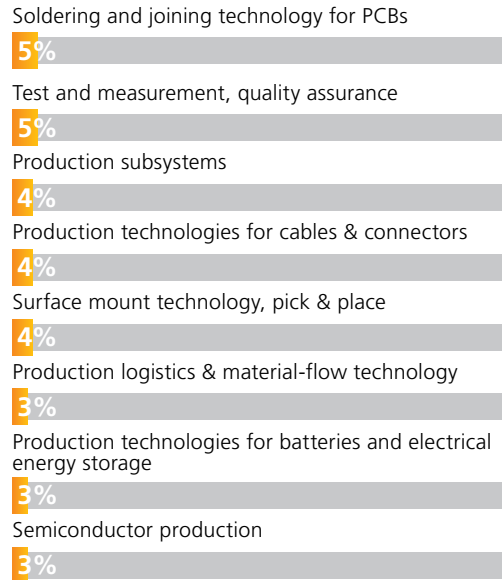 Soldering and joining technology for PCBs
5%
Test and measurement, quality assurance
5%
Production subsystems
4%
Production technologies for cables & connectors
4%
Surface mount technology, pick & place
4%
Production logistics & material-flow technology
3%
Production technologies for batteries and electrical
energy storage
3%
Semiconductor production
3%